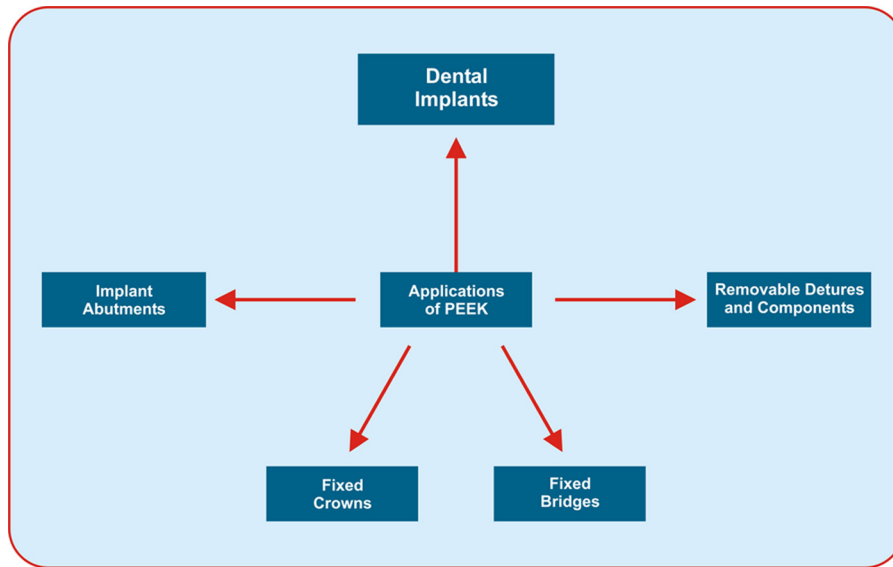 Dental
Implants
Implant
Abutments
Applications
of PEEK
Removable Detures
and Components
Fixed
Crowns
Fixed
Bridges